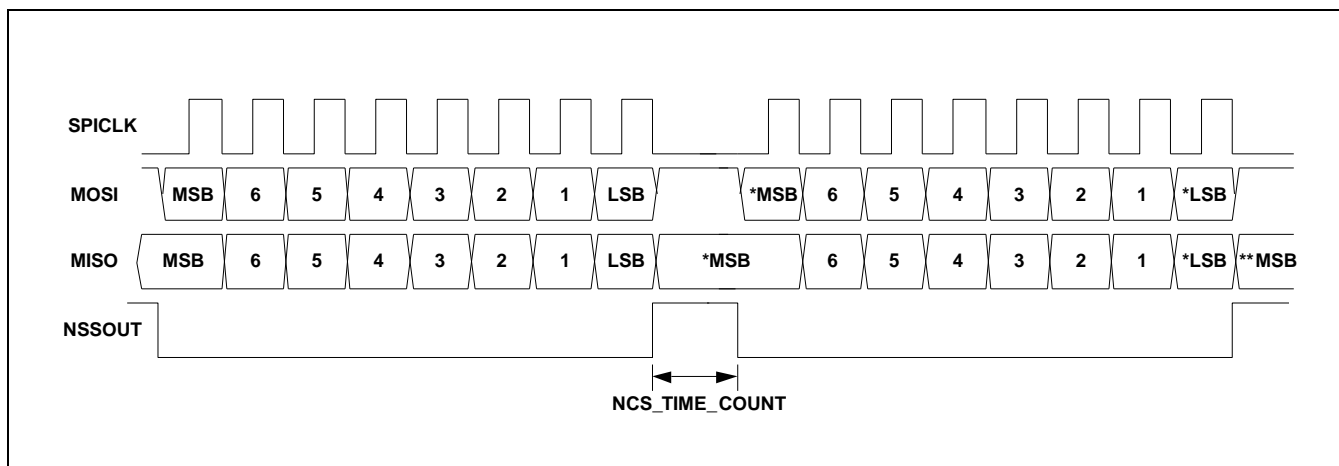 SPICLK
MOSI MSB 6 5 4 3 2 1 LSB *MSB 6 5 4 3 2 1 *LSB
MISO MSB 6 5 4 3 2 1 LSB *MSB 6 5 4 3 2 1 *LSB **MSB
NSSOUT
NCS_TIME_COUNT